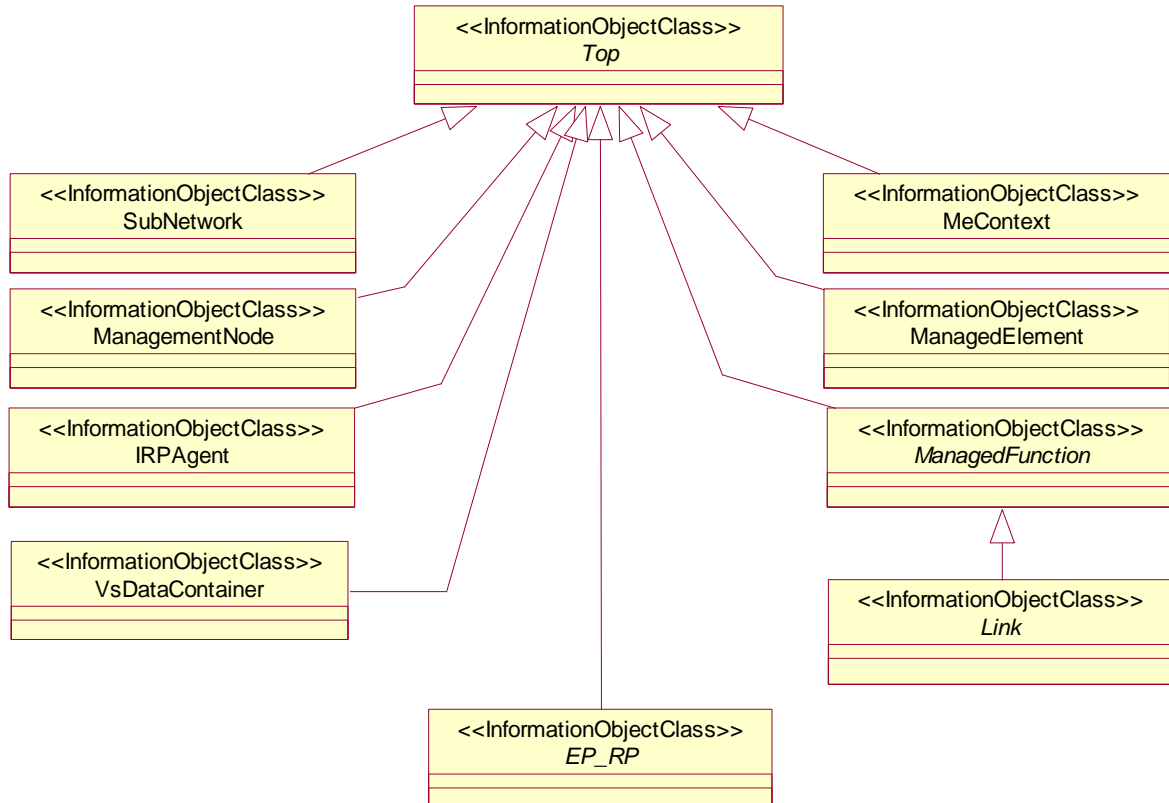 <<InformationObjectClass>>
Top
<<InformationObjectClass>>
SubNetwork
<<InformationObjectClass>>
MeContext
<<InformationObjectClass>>
ManagementNode
<<InformationObjectClass>>
ManagedElement
<<InformationObjectClass>>
IRPAgent
<<InformationObjectClass>>
ManagedFunction
<<InformationObjectClass>>
VsDataContainer
<<InformationObjectClass>>
Link
<<InformationObjectClass>>
EP_RP